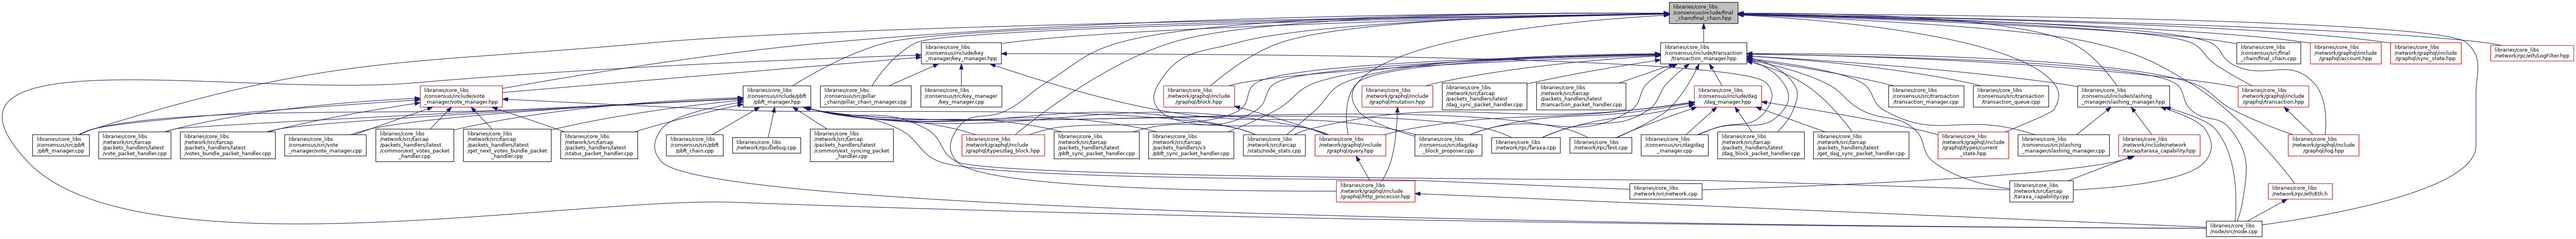 libraries/core_libs
/consensus/include/final
_chain/final_chain.hpp
libraries/core_libs
/consensus/include/key
_manager/key_manager.hpp
libraries/core_libs
/consensus/include/transaction
_manager.hpp
libraries/core_libs
/consensus/src/final
_chain/final_chain.cpp
libraries/core_libs
/network/graphql/include
/graphql/account.hpp
libraries/core_libs
/network/graphql/include
/graphql/sync_state.hpp
libraries/core_libs
/network/rpc/eth/LogFilter.hpp
libraries/core_libs
/consensus/include/vote
_manager/vote_manager.hpp
libraries/core_libs
/consensus/include/pbft
/pbft_manager.hpp
libraries/core_libs
/consensus/src/pillar
_chain/pillar_chain_manager.cpp
libraries/core_libs
/consensus/src/key_manager
/key_manager.cpp
libraries/core_libs
/network/graphql/include
/graphql/block.hpp
libraries/core_libs
/network/graphql/include
/graphql/mutation.hpp
libraries/core_libs
/network/src/tarcap
/packets_handlers/latest
/dag_sync_packet_handler.cpp
libraries/core_libs
/network/src/tarcap
/packets_handlers/latest
/transaction_packet_handler.cpp
libraries/core_libs
/consensus/include/dag
/dag_manager.hpp
libraries/core_libs
/consensus/src/transaction
/transaction_manager.cpp
libraries/core_libs
/consensus/src/transaction
/transaction_queue.cpp
libraries/core_libs
/consensus/include/slashing
_manager/slashing_manager.hpp
libraries/core_libs
/network/graphql/include
/graphql/transaction.hpp
libraries/core_libs
/consensus/src/pbft
/pbft_manager.cpp
libraries/core_libs
/network/src/tarcap
/packets_handlers/latest
/vote_packet_handler.cpp
libraries/core_libs
/network/src/tarcap
/packets_handlers/latest
/votes_bundle_packet_handler.cpp
libraries/core_libs
/consensus/src/vote
_manager/vote_manager.cpp
libraries/core_libs
/network/src/tarcap
/packets_handlers/latest
/common/ext_votes_packet
_handler.cpp
libraries/core_libs
/network/src/tarcap
/packets_handlers/latest
/get_next_votes_bundle_packet
_handler.cpp
libraries/core_libs
/network/src/tarcap
/packets_handlers/latest
/status_packet_handler.cpp
libraries/core_libs
/consensus/src/pbft
/pbft_chain.cpp
libraries/core_libs
/network/rpc/Debug.cpp
libraries/core_libs
/network/src/tarcap
/packets_handlers/latest
/common/ext_syncing_packet
_handler.cpp
libraries/core_libs
/network/graphql/include
/graphql/types/dag_block.hpp
libraries/core_libs
/network/src/tarcap
/packets_handlers/latest
/pbft_sync_packet_handler.cpp
libraries/core_libs
/network/src/tarcap
/packets_handlers/v3
/pbft_sync_packet_handler.cpp
libraries/core_libs
/network/src/tarcap
/stats/node_stats.cpp
libraries/core_libs
/network/graphql/include
/graphql/query.hpp
libraries/core_libs
/consensus/src/dag/dag
_block_proposer.cpp
libraries/core_libs
/network/rpc/Taraxa.cpp
libraries/core_libs
/network/rpc/Test.cpp
libraries/core_libs
/consensus/src/dag/dag
_manager.cpp
libraries/core_libs
/network/src/tarcap
/packets_handlers/latest
/dag_block_packet_handler.cpp
libraries/core_libs
/network/src/tarcap
/packets_handlers/latest
/get_dag_sync_packet_handler.cpp
libraries/core_libs
/network/graphql/include
/graphql/types/current
_state.hpp
libraries/core_libs
/consensus/src/slashing
_manager/slashing_manager.cpp
libraries/core_libs
/network/include/network
/tarcap/taraxa_capability.hpp
libraries/core_libs
/network/graphql/include
/graphql/log.hpp
libraries/core_libs
/network/graphql/include
/graphql/http_processor.hpp
libraries/core_libs
/network/src/network.cpp
libraries/core_libs
/network/src/tarcap
/taraxa_capability.cpp
libraries/core_libs
/network/rpc/eth/Eth.h
libraries/core_libs
/node/src/node.cpp